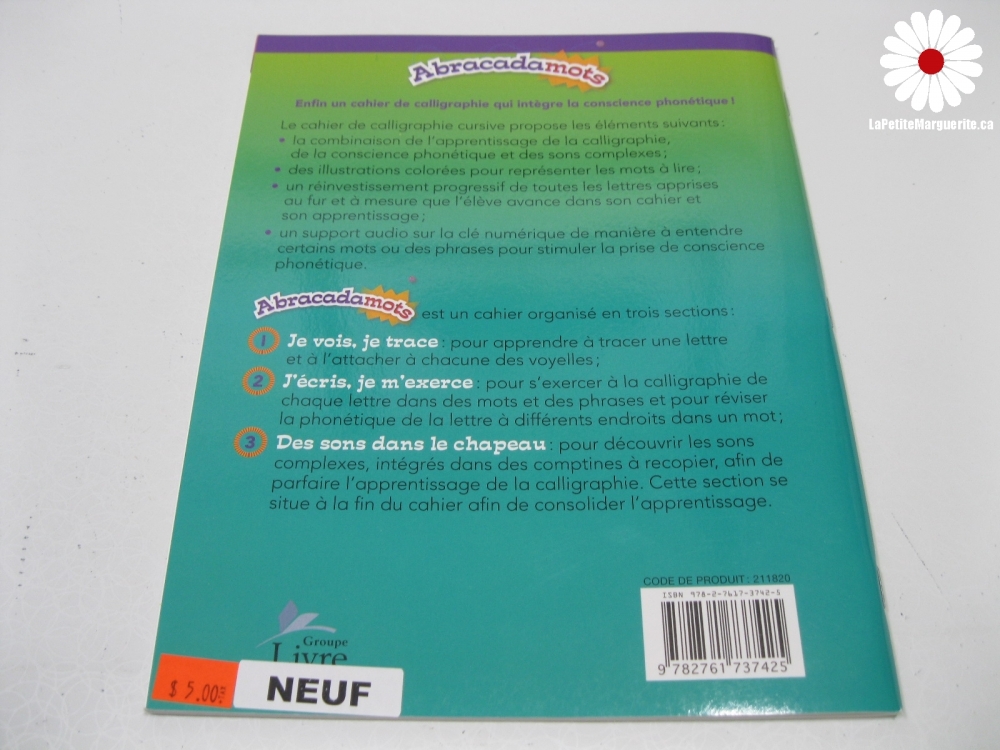 LaPetiteMarguerite.ca
Abracadamots
Enfin un cahier de calligraphie qui intègre la conscience phonétique !
Le cahier de calligraphie cursive propose les éléments suivants :
• la combinaison de l'apprentissage de la calligraphie,
de la conscience phonétique et des sons complexes ;
• des illustrations colorées pour représenter les mots à lire ;
• un réinvestissement progressif de toutes les lettres apprises
au fur et à mesure que l'élève avance dans son cahier et
son apprentissage ;
• un support audio sur la clé numérique de manière à entendre
certains mots ou des phrases pour stimuler la prise de conscience
phonétique.
Abracadamots est un cahier organisé en trois sections :
1 Je vois, je trace : pour apprendre à tracer une lettre
et à l'attacher à chacune des voyelles ;
2 J'écris, je m'exerce : pour s'exercer à la calligraphie de
chaque lettre dans des mots et des phrases et pour réviser
la phonétique de la lettre à différents endroits dans un mot ;
3 Des sons dans le chapeau : pour découvrir les sons
complexes, intégrés dans des comptines à recopier, afin de
parfaire l'apprentissage de la calligraphie. Cette section se
situe à la fin du cahier afin de consolider l'apprentissage.
CODE DE PRODUIT : 211820
ISBN 978-2-7617-3742-5
9 782761 737425
Groupe
Livre
$ 5.00
NEUF